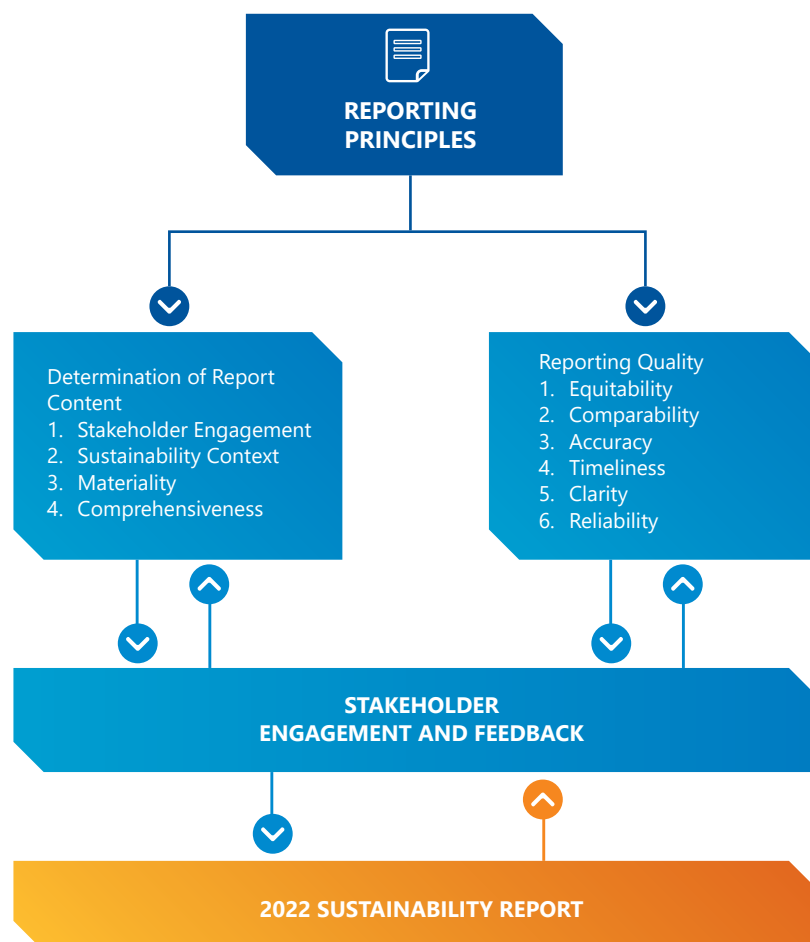 REPORTING
PRINCIPLES
Determination of Report
Content
1. Stakeholder Engagement
2. Sustainability Context
3. Materiality
4. Comprehensiveness
Reporting Quality
1. Equitability
2. Comparability
3. Accuracy
4. Timeliness
5. Clarity
6. Reliability
STAKEHOLDER
ENGAGEMENT AND FEEDBACK
2022 SUSTAINABILITY REPORT